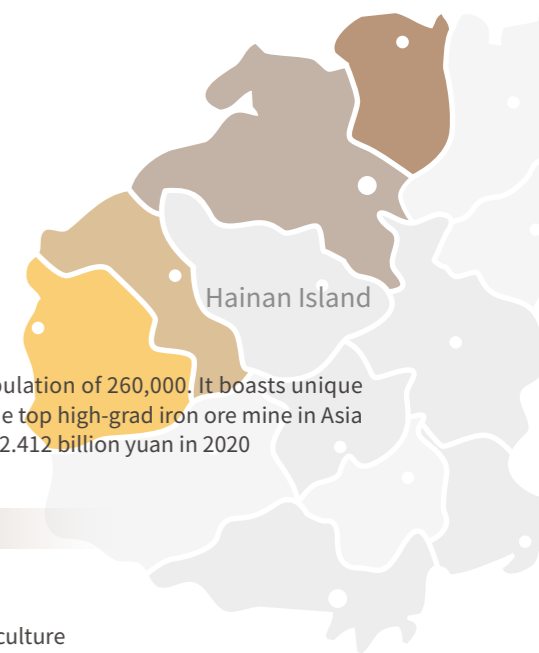 Hainan Island
pulation of 260,000. It boasts unique
e top high-grad iron ore mine in Asia
2.412 billion yuan in 2020
culture